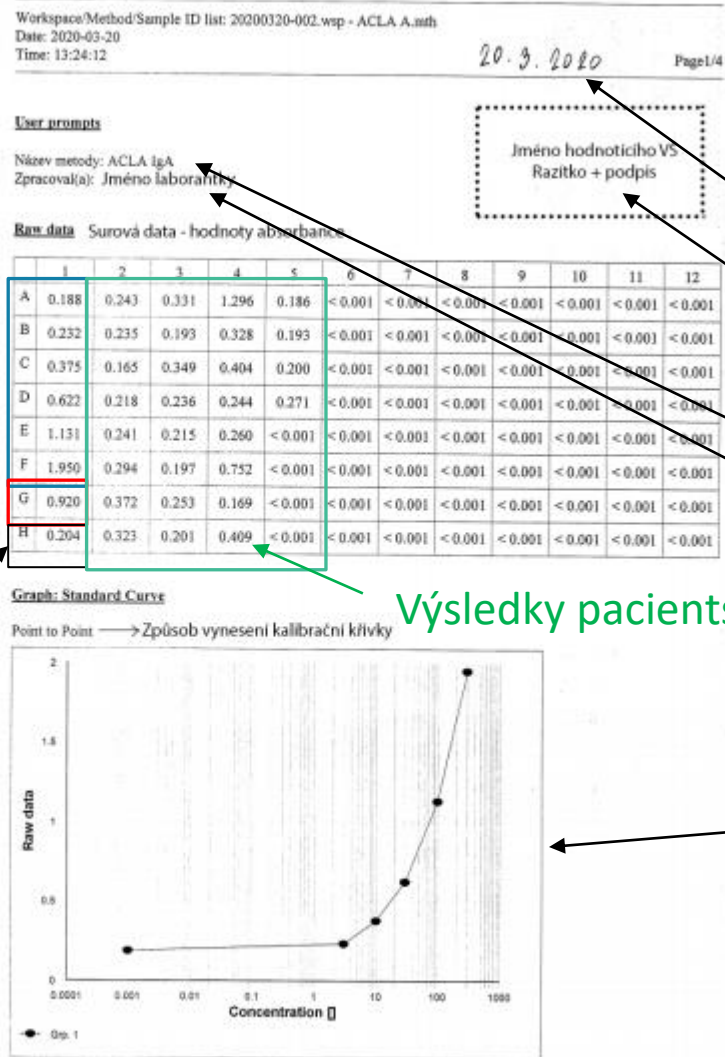 Workspace/Method/Sample ID list: 20200320-002.wsp - ACLA A.mth
Date: 2020-03-20
Time: 13:24:12
20. 3. 2020
Page1/4
User prompts
Název metody: ACLA IgA
Zpracoval(a): Jméno laborantky
Jméno hodnotícího VŠ
Razítko + podpis
Raw data Surová data - hodnoty absorbance
1 2 3 4 5 6 7 8 9 10 11 12
A 0.188 0.243 0.331 1.296 0.186 < 0.001 < 0.001 < 0.001 < 0.001 < 0.001 < 0.001 < 0.001
B 0.232 0.235 0.193 0.328 0.193 < 0.001 < 0.001 < 0.001 < 0.001 < 0.001 < 0.001 < 0.001
C 0.375 0.165 0.349 0.404 0.200 < 0.001 < 0.001 < 0.001 < 0.001 < 0.001 < 0.001 < 0.001
D 0.622 0.218 0.236 0.244 0.271 < 0.001 < 0.001 < 0.001 < 0.001 < 0.001 < 0.001 < 0.001
E 1.131 0.241 0.215 0.260 < 0.001 < 0.001 < 0.001 < 0.001 < 0.001 < 0.001 < 0.001 < 0.001
F 1.950 0.294 0.197 0.752 < 0.001 < 0.001 < 0.001 < 0.001 < 0.001 < 0.001 < 0.001 < 0.001
G 0.920 0.372 0.253 0.169 < 0.001 < 0.001 < 0.001 < 0.001 < 0.001 < 0.001 < 0.001 < 0.001
H 0.204 0.323 0.201 0.409 < 0.001 < 0.001 < 0.001 < 0.001 < 0.001 < 0.001 < 0.001 < 0.001
Výsledky pacients
Graph: Standard Curve
Point to Point Způsob vynesení kalibrační křivky
2
1.5
1
0.5
0
Raw data
0.0001 0.001 0.01 0.1 1 10 100 1000
Concentration []
Grp. 1